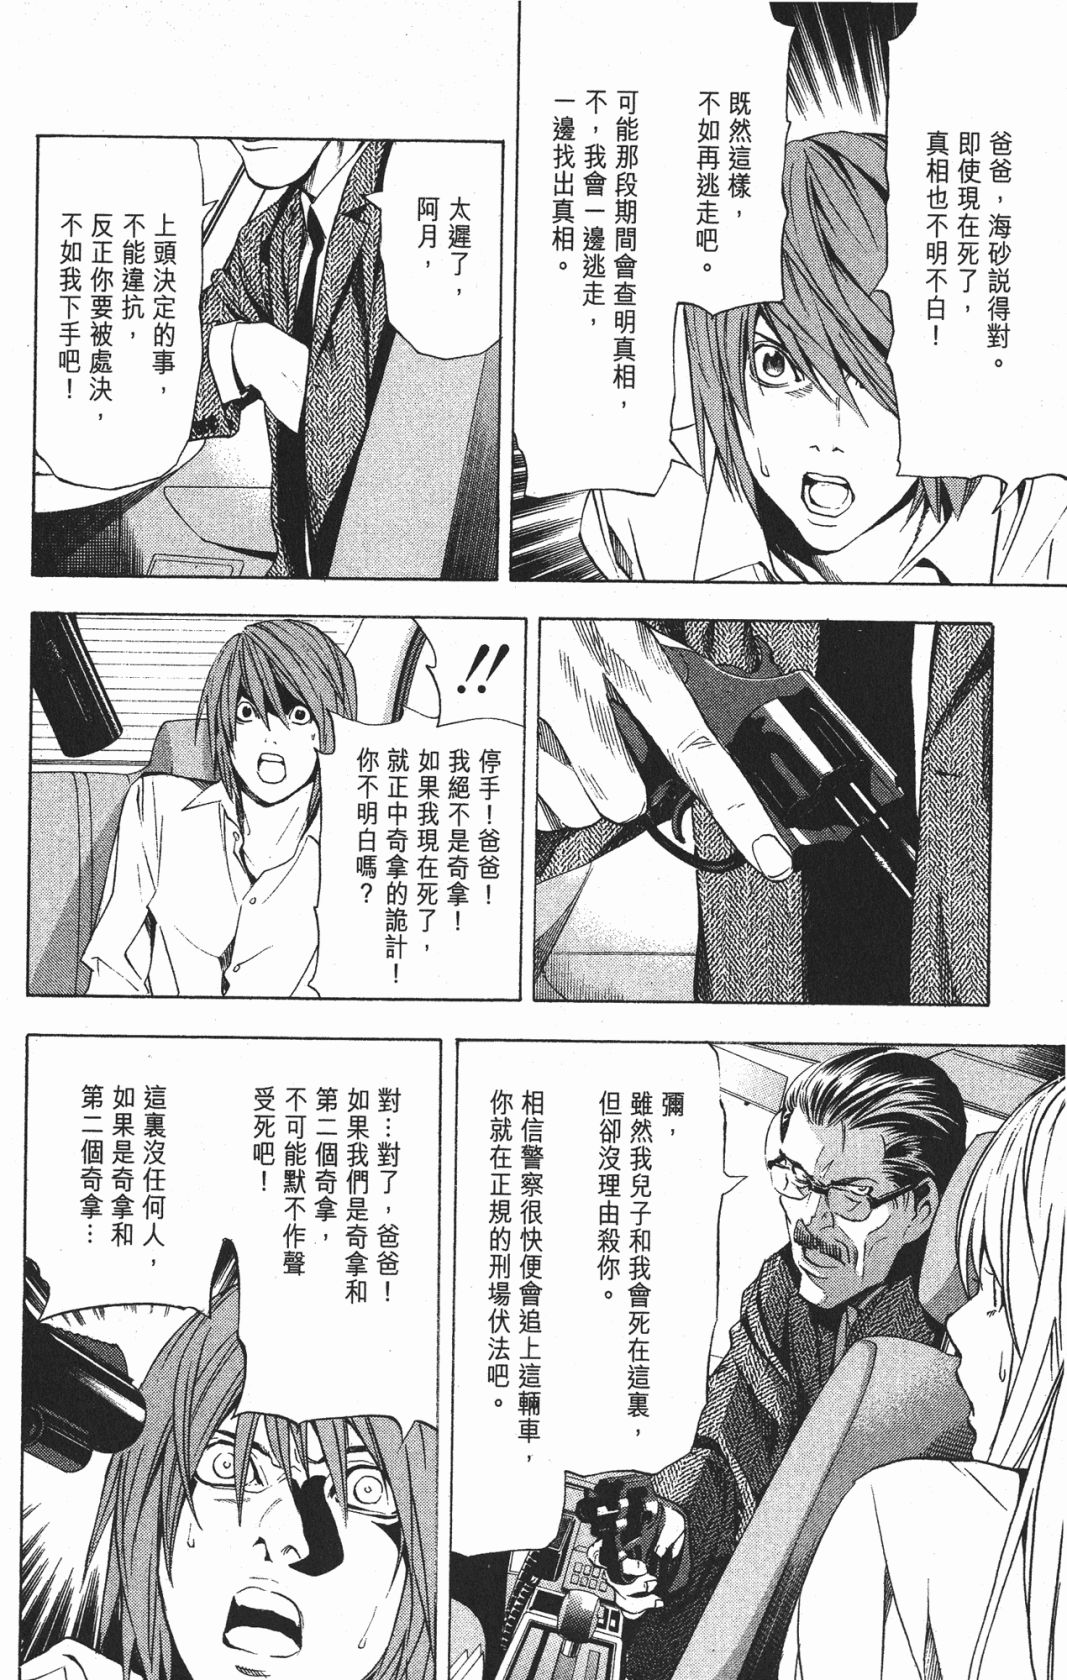 爸爸，海砂説得對。
即使現在死了，
真相也不明不白！
既然這樣，
不如再逃走吧。
可能那段期間會查明真相，
不，我會一邊逃走，
一邊找出真相。
太遲了，
阿月，
上頭決定的事，
不能違抗，
反正你要被處決，
不如我下手吧！
!!
停手！爸爸！
我絕不是奇拿！
如果我現在死了，
就正中奇拿的詭計！
你不明白嗎？
彌，
雖然我兒子和我會死在這裏，
但卻沒理由殺你。
相信警察很快便會追上這輛車，
你就在正規的刑場伏法吧。
對…對了，爸爸！
如果我們是奇拿和
第二個奇拿，
不可能默不作聲
受死吧！
這裏沒任何人，
如果是奇拿和
第二個奇拿…